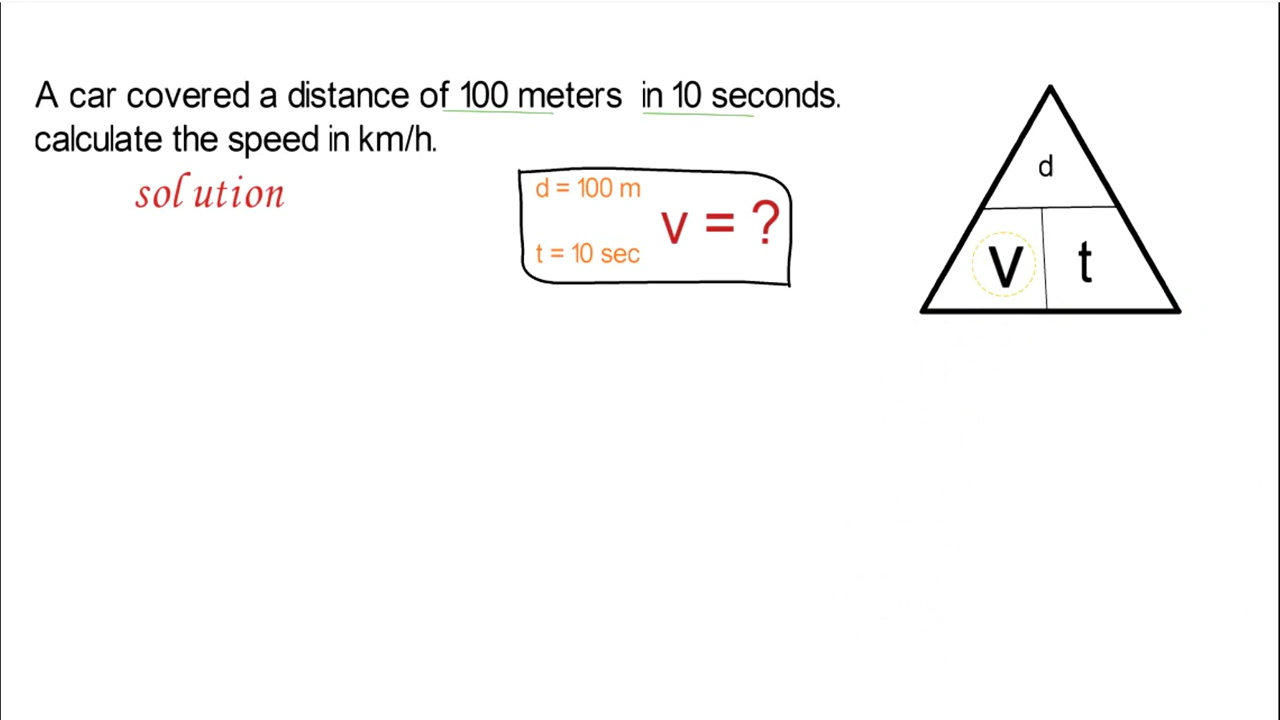 A car covered a distance of 100 meters in 10 seconds.
calculate the speed in km/h.
solution
d = 100 m
v = ?
t = 10 sec
d
v
t